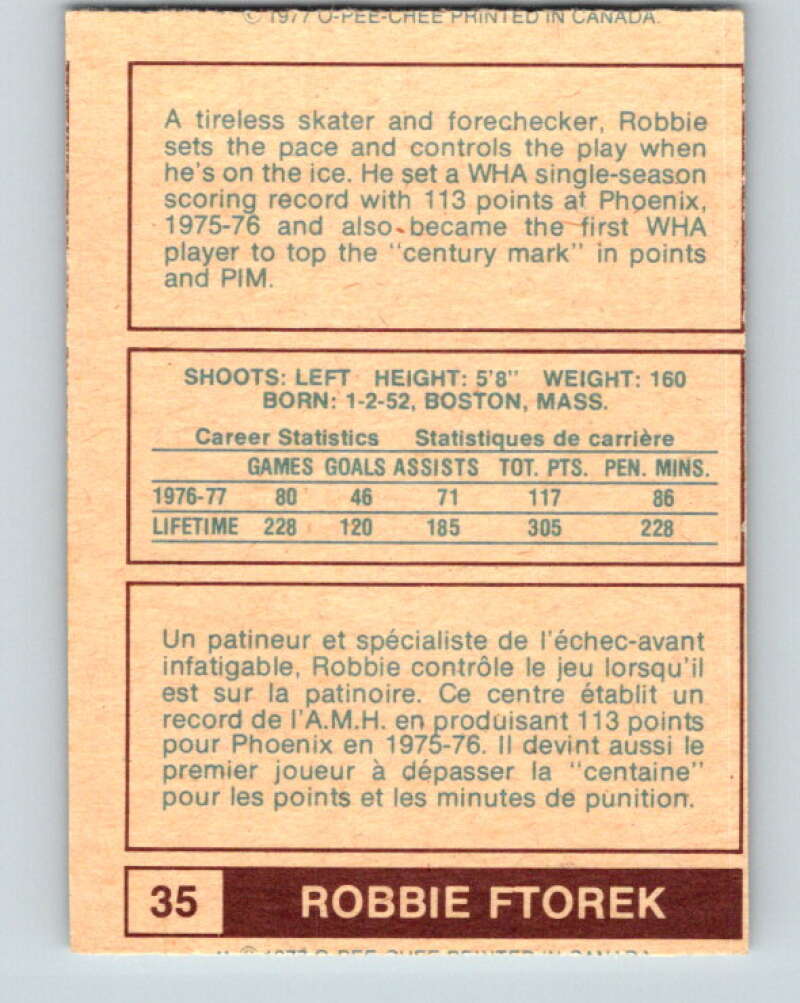 © 1977 O-PEE-CHEE PRINTED IN CANADA.
A tireless skater and forechecker, Robbie
sets the pace and controls the play when
he's on the ice. He set a WHA single-season
scoring record with 113 points at Phoenix,
1975-76 and also became the first WHA
player to top the "century mark" in points
and PIM.
SHOOTS: LEFT HEIGHT: 5'8" WEIGHT: 160
BORN: 1-2-52, BOSTON, MASS.
Career Statistics Statistiques de carrière
GAMES GOALS ASSISTS TOT. PTS. PEN. MINS.
1976-77 80 46 71 117 86
LIFETIME 228 120 185 305 228
Un patineur et spécialiste de l'échec-avant
infatigable, Robbie contrôle le jeu lorsqu'il
est sur la patinoire. Ce centre établit un
record de l'A.M.H. en produisant 113 points
pour Phoenix en 1975-76. Il devint aussi le
premier joueur à dépasser la "centaine"
pour les points et les minutes de punition.
35 ROBBIE FTOREK
© 1977 O-PEE-CHEE PRINTED IN CANADA